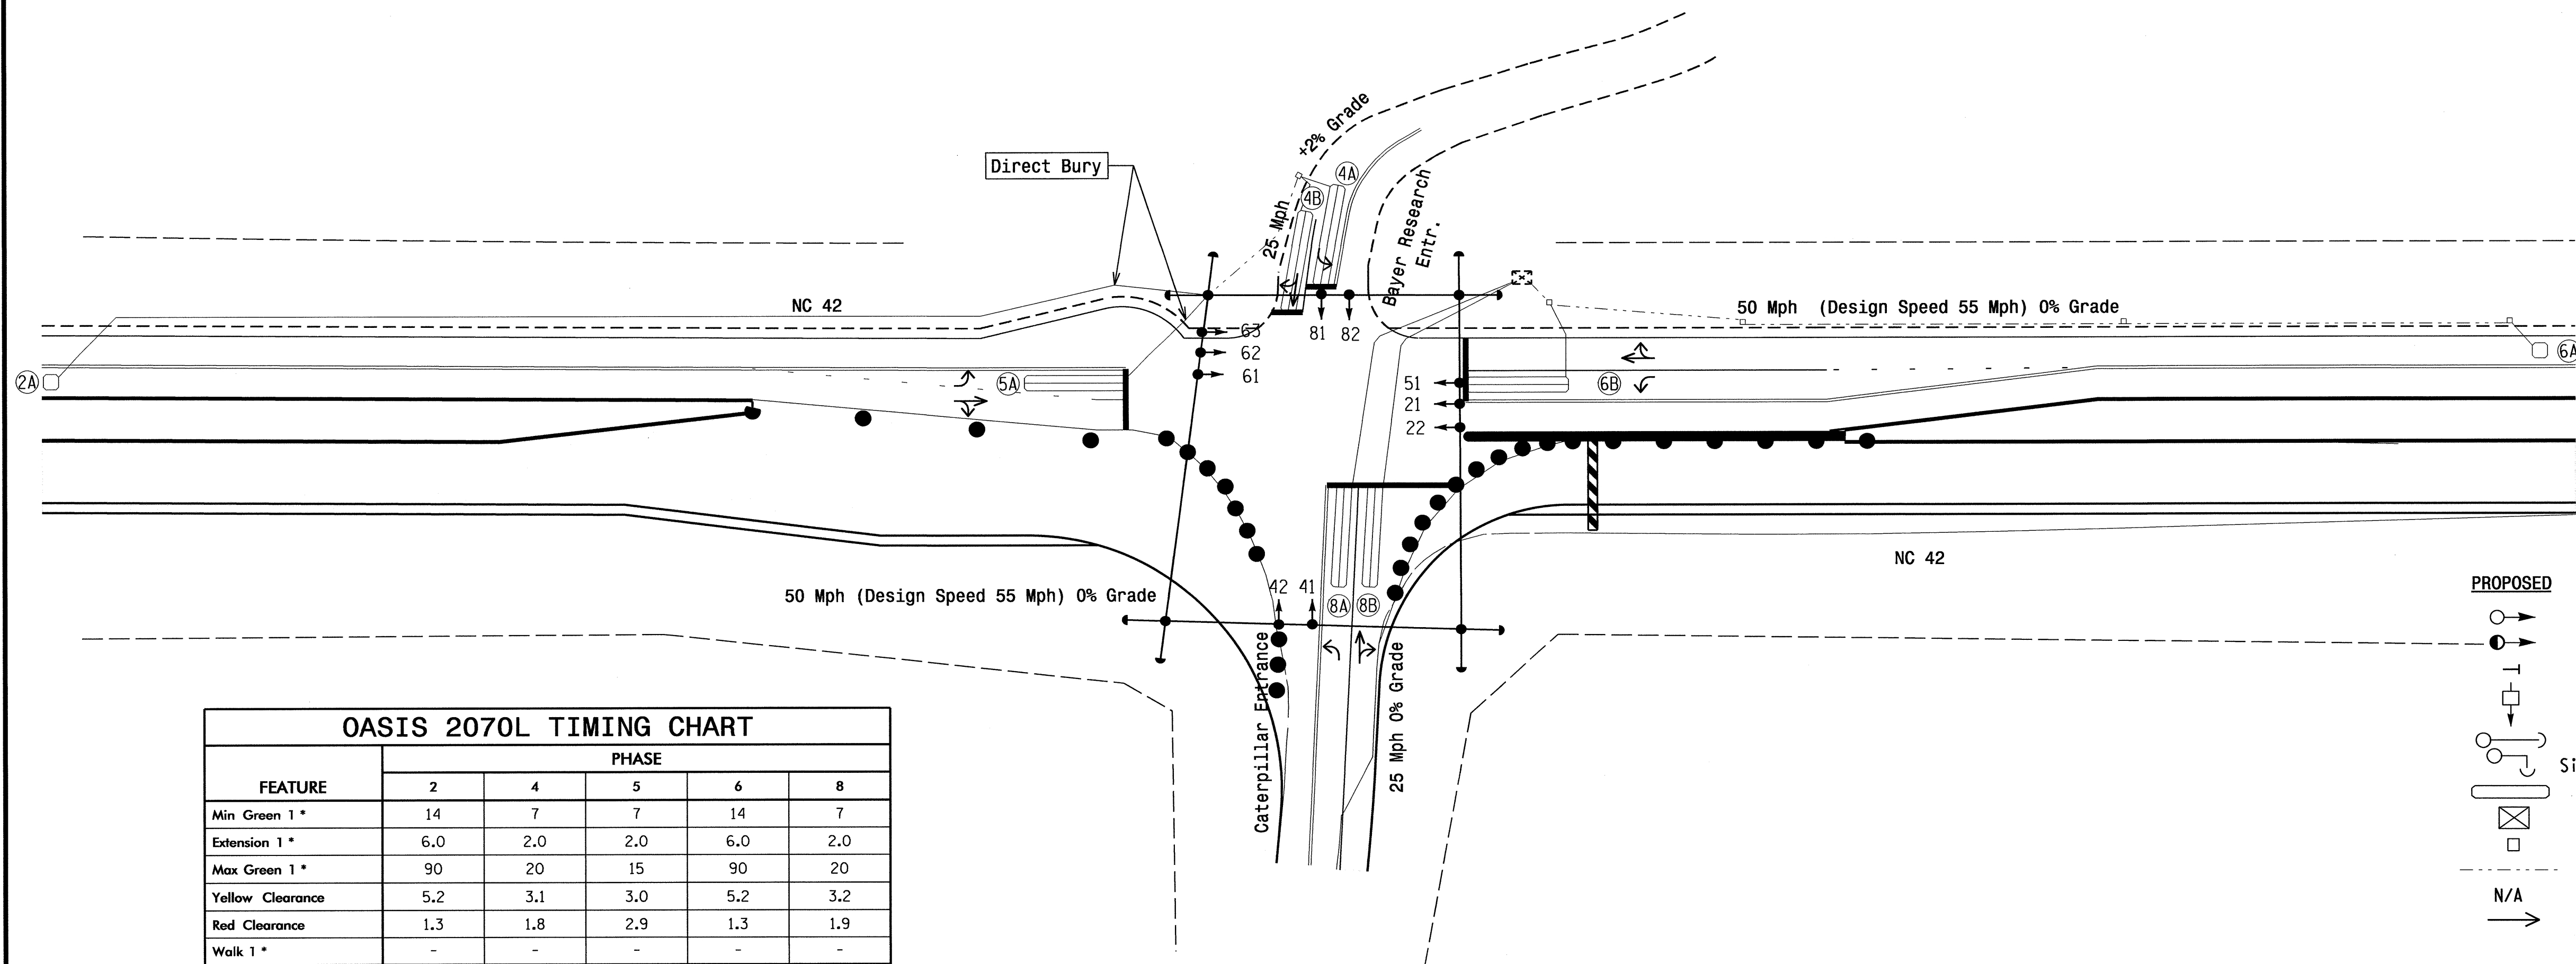 +2% Grade
Direct Bury
4A
4B
25 Mph
Bayer Research
Entr.
NC 42
50 Mph (Design Speed 55 Mph) 0% Grade
63
81 82
62
6A
2A
5A
61
51
6B
21
22
NC 42
42 41
8A 8B
50 Mph (Design Speed 55 Mph) 0% Grade
Caterpillar Entrance
25 Mph 0% Grade
PROPOSED
Si
N/A
OASIS 2070L TIMING CHART
PHASE
FEATURE 2 4 5 6 8
Min Green 1 * 14 7 7 14 7
Extension 1 * 6.0 2.0 2.0 6.0 2.0
Max Green 1 * 90 20 15 90 20
Yellow Clearance 5.2 3.1 3.0 5.2 3.2
Red Clearance 1.3 1.8 2.9 1.3 1.9
Walk 1 * - - - - -